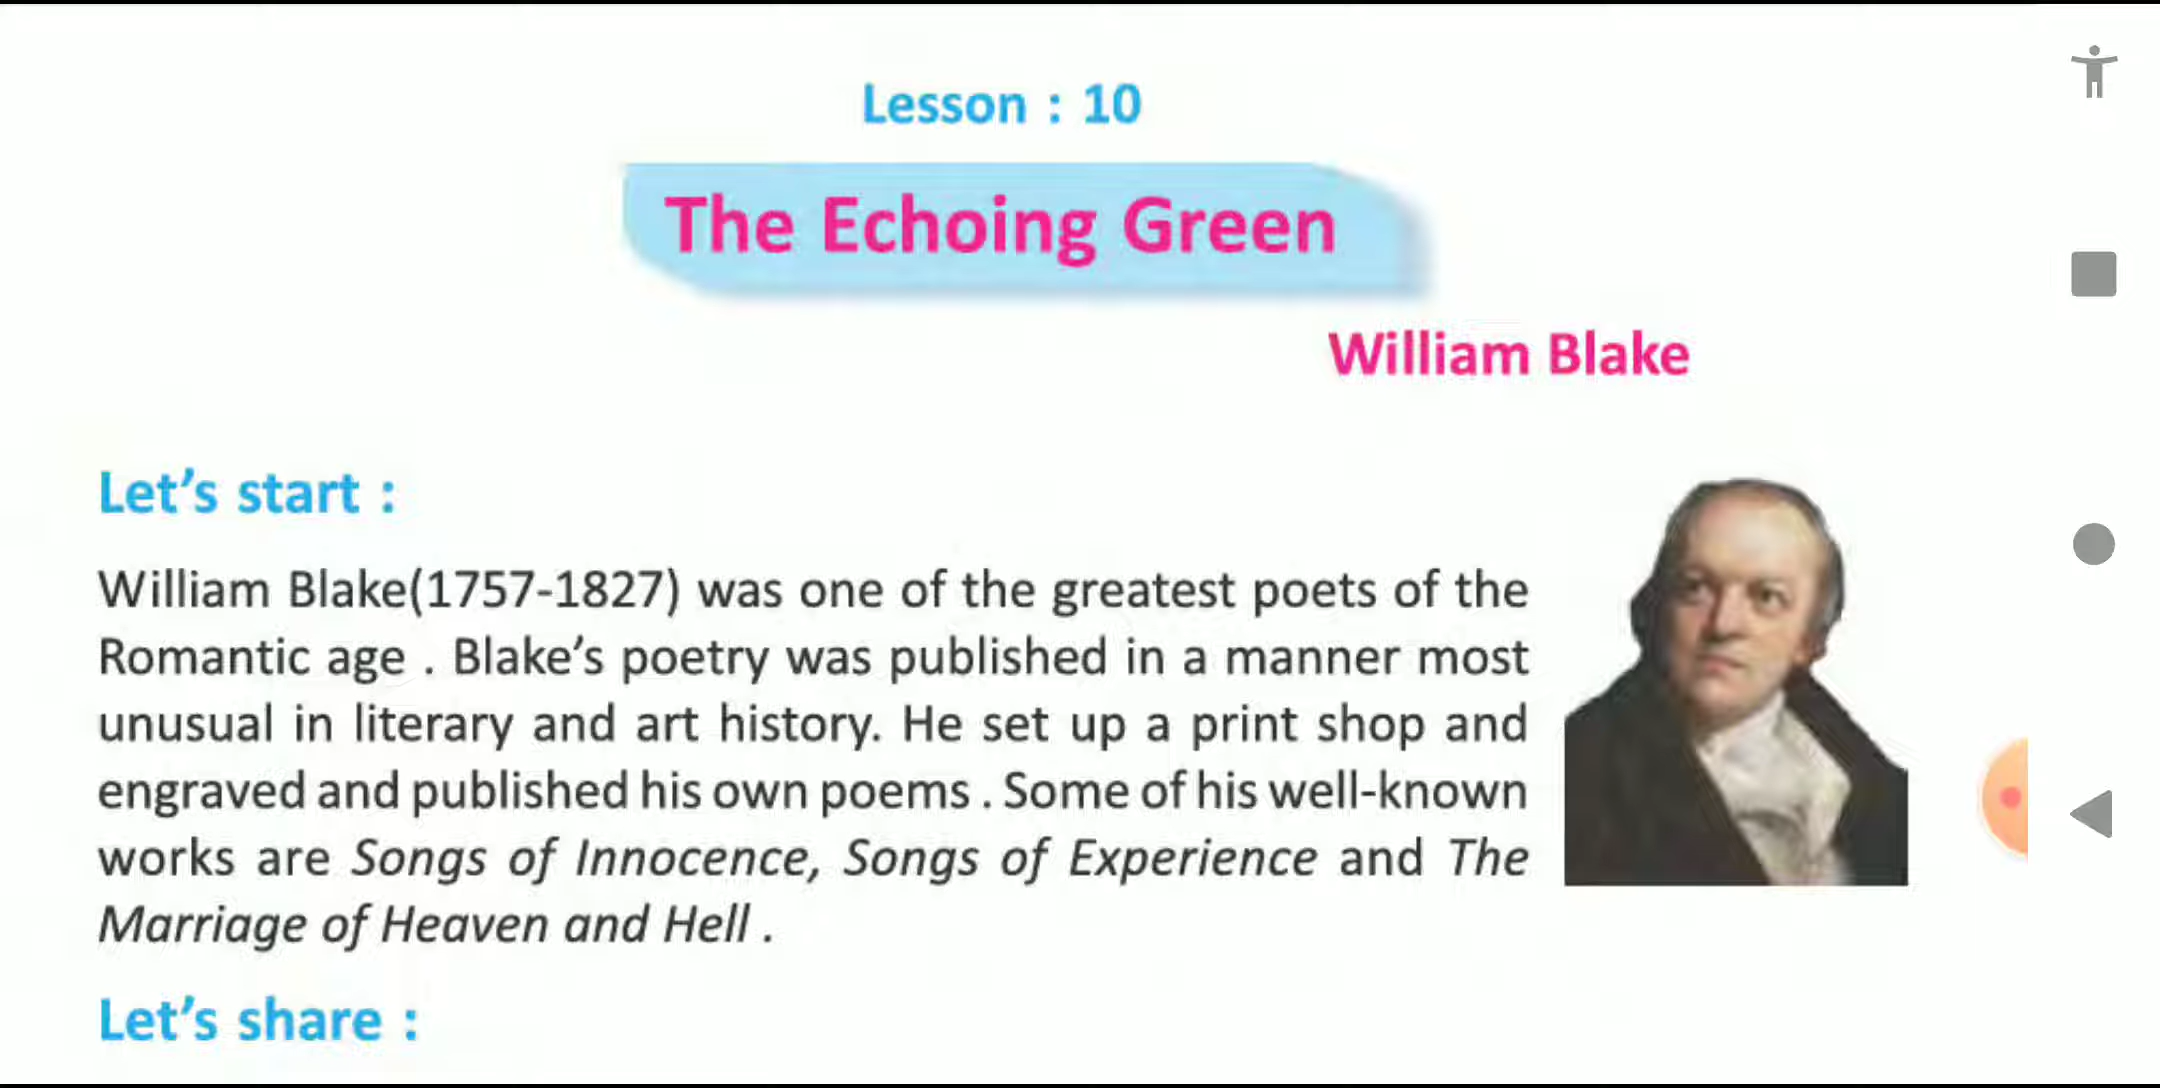 Lesson : 10
The Echoing Green
William Blake
Let's start :
William Blake(1757-1827) was one of the greatest poets of the
Romantic age . Blake's poetry was published in a manner most
unusual in literary and art history. He set up a print shop and
engraved and published his own poems . Some of his well-known
works are Songs of Innocence, Songs of Experience and The
Marriage of Heaven and Hell .
Let's share :